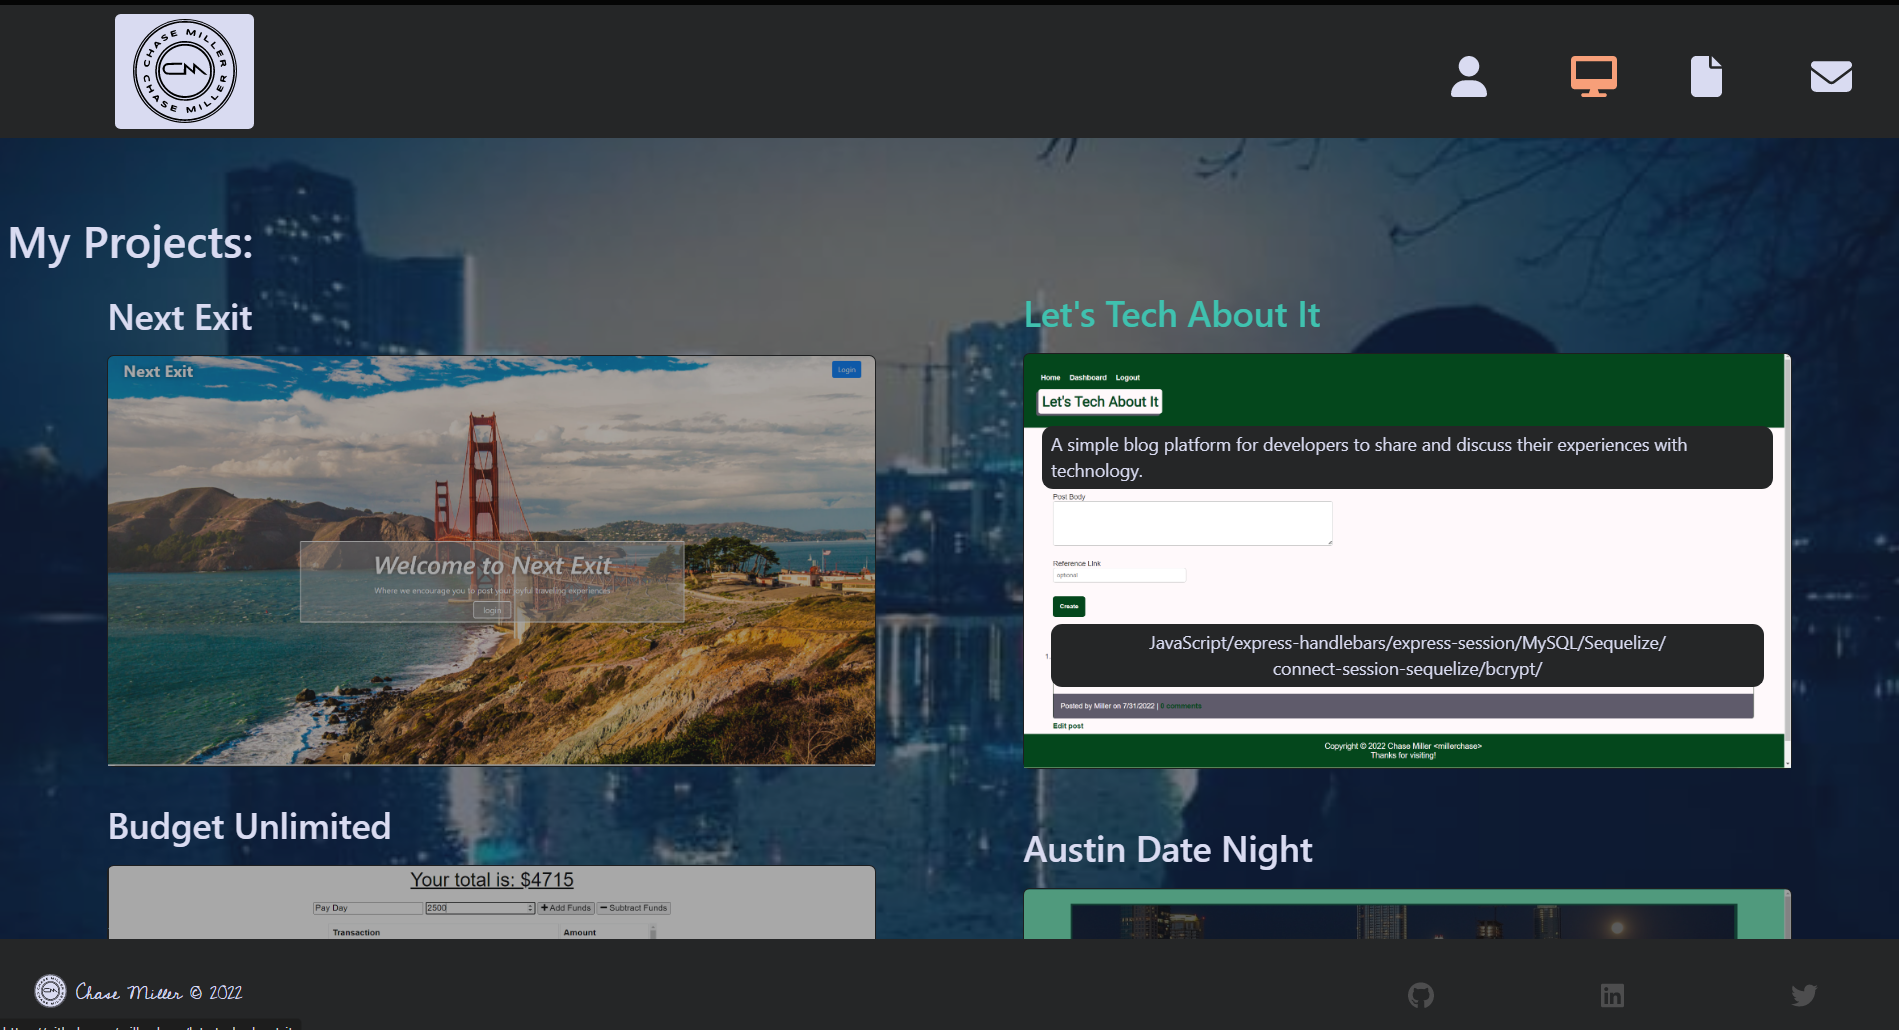 CHASE MILLER
CM
CHASE MILLER
My Projects:
Next Exit
Next Exit
Login
Welcome to Next Exit
Where we encourage you to post your joyful traveling experiences
login
Let's Tech About It
Home Dashboard Logout
Let's Tech About It
A simple blog platform for developers to share and discuss their experiences with
technology.
Post Body
Reference Link
optional
Create
JavaScript/express-handlebars/express-session/MySQL/Sequelize/
connect-session-sequelize/bcrypt/
1.
Posted by Miller on 7/31/2022 | 0 comments
Edit post
Copyright © 2022 Chase Miller <millerchase>
Thanks for visiting!
Budget Unlimited
Your total is: $4715
Pay Day 2500 Add Funds Subtract Funds
Transaction Amount
Austin Date Night
Chase Miller © 2022